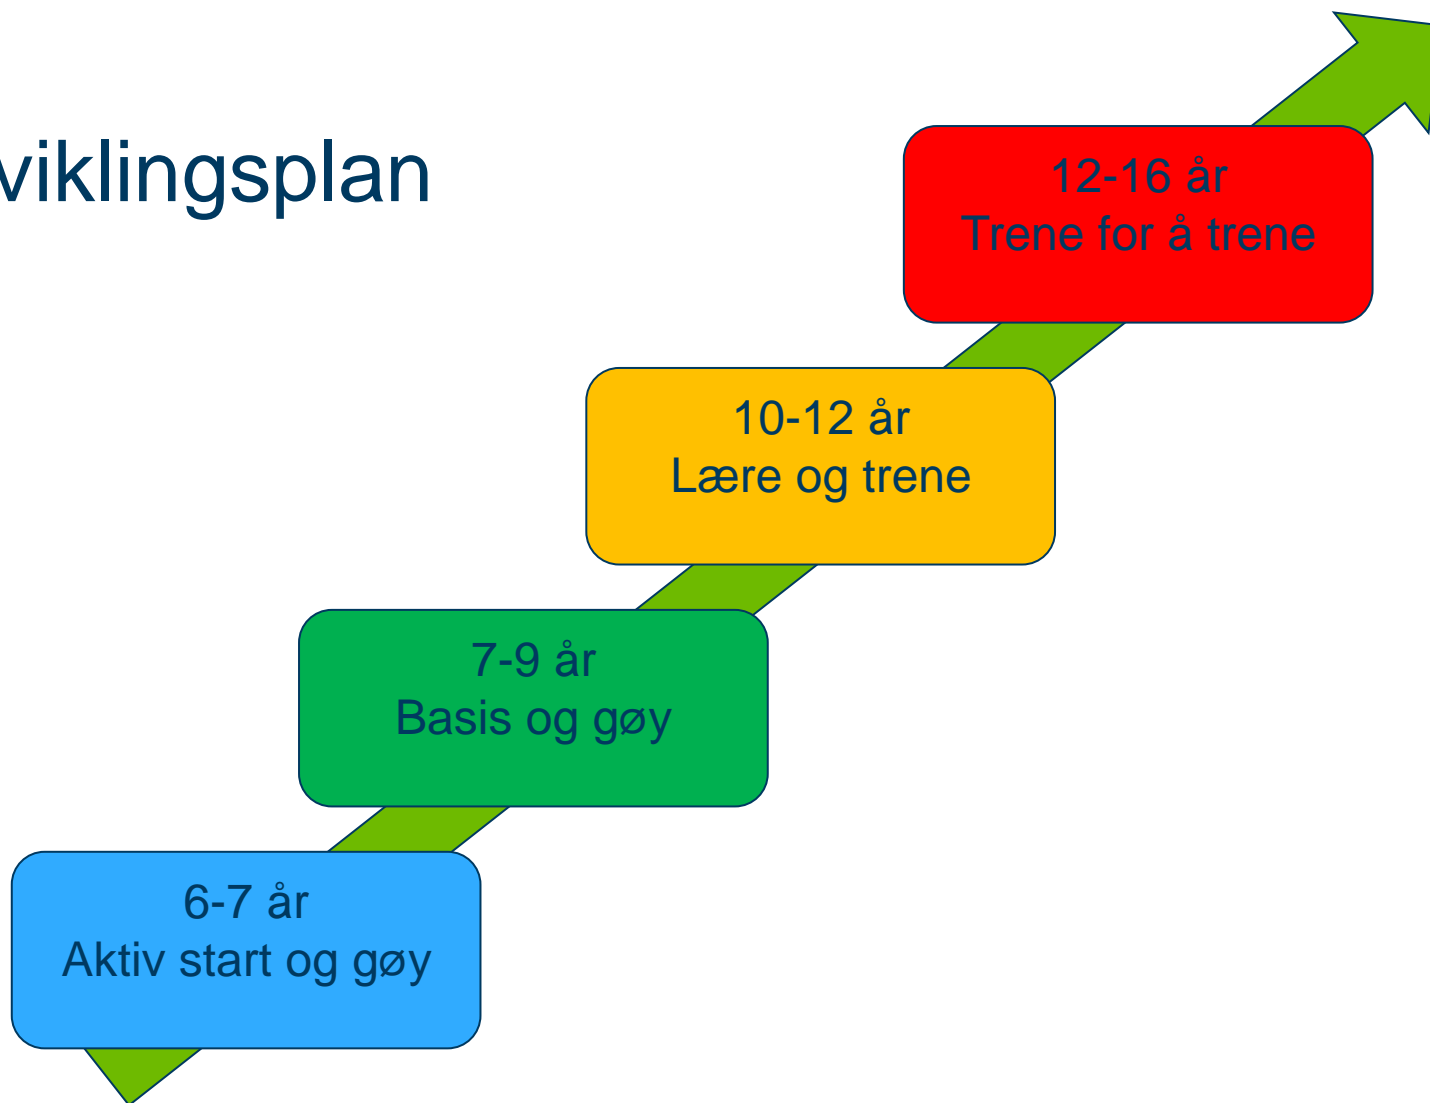 viklingsplan
12-16 år
Trene for å trene
10-12 år
Lære og trene
7-9 år
Basis og gøy
6-7 år
Aktiv start og gøy